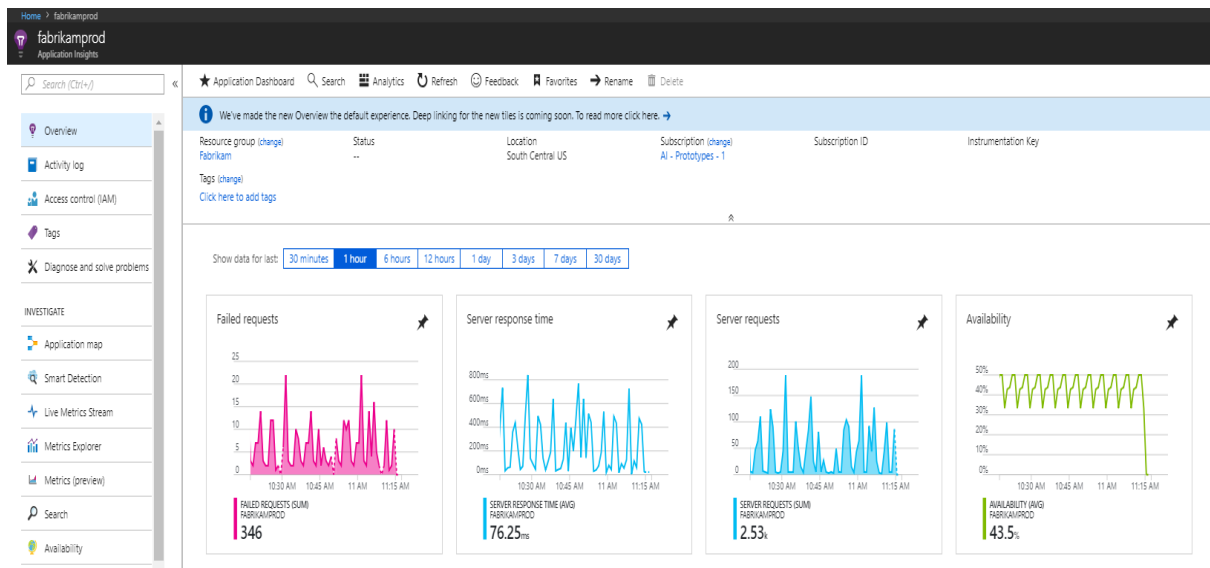 Home > fabrikamprod
fabrikamprod
Application Insights
Search (Ctrl+/)
«
Overview
Activity log
Access control (IAM)
Tags
Diagnose and solve problems
INVESTIGATE
Application map
Smart Detection
Live Metrics Stream
Metrics Explorer
Metrics (preview)
Search
Availability
Application Dashboard Search Analytics Refresh Feedback Favorites Rename Delete
We've made the new Overview the default experience. Deep linking for the new tiles is coming soon. To read more click here. →
Resource group (change) Status Location Subscription (change) Subscription ID Instrumentation Key
Fabrikam -- South Central US AI - Prototypes - 1
Tags (change)
Click here to add tags
Show data for last: 30 minutes 1 hour 6 hours 12 hours 1 day 3 days 7 days 30 days
Failed requests
25
20
15
10
5
0
10:30 AM 10:45 AM 11 AM 11:15 AM
FAILED REQUESTS (SUM)
FABRIKAMPROD
346
Server response time
800ms
600ms
400ms
200ms
0ms
10:30 AM 10:45 AM 11 AM 11:15 AM
SERVER RESPONSE TIME (AVG)
FABRIKAMPROD
76.25ms
Server requests
200
150
100
50
0
10:30 AM 10:45 AM 11 AM 11:15 AM
SERVER REQUESTS (SUM)
FABRIKAMPROD
2.53k
Availability
50%
40%
30%
20%
10%
0%
10:30 AM 10:45 AM 11 AM 11:15 AM
AVAILABILITY (AVG)
FABRIKAMPROD
43.5%